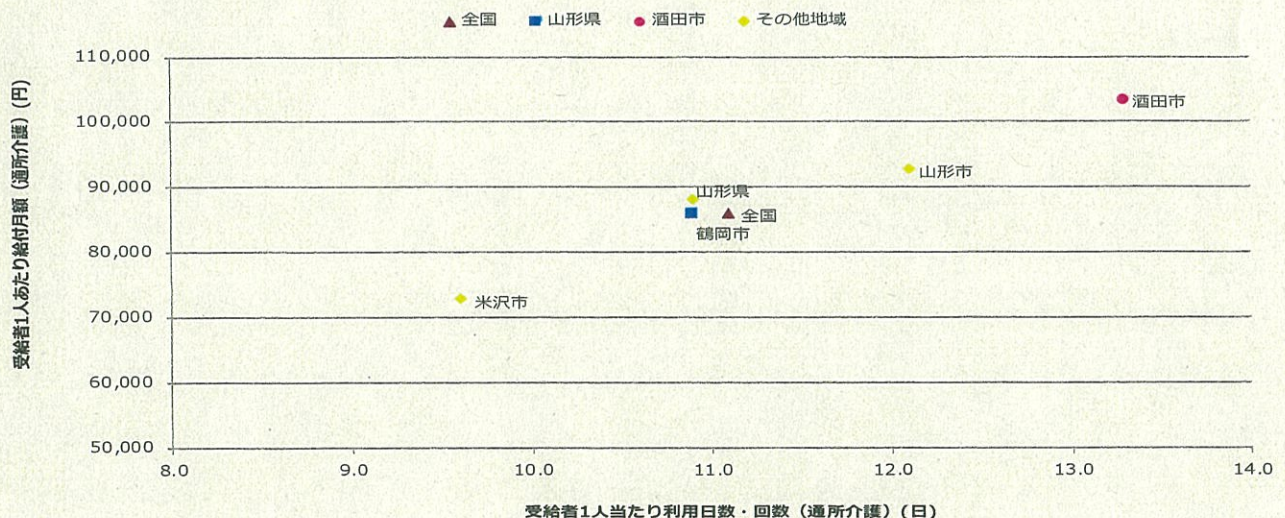 全国 山形県 酒田市 その他地域
受給者1人あたり給付月額（通所介護）(円)
110,000
100,000
90,000
80,000
70,000
60,000
50,000
酒田市
山形市
山形県
全国
鶴岡市
米沢市
8.0 9.0 10.0 11.0 12.0 13.0 14.0
受給者1人当たり利用日数・回数（通所介護）(日)